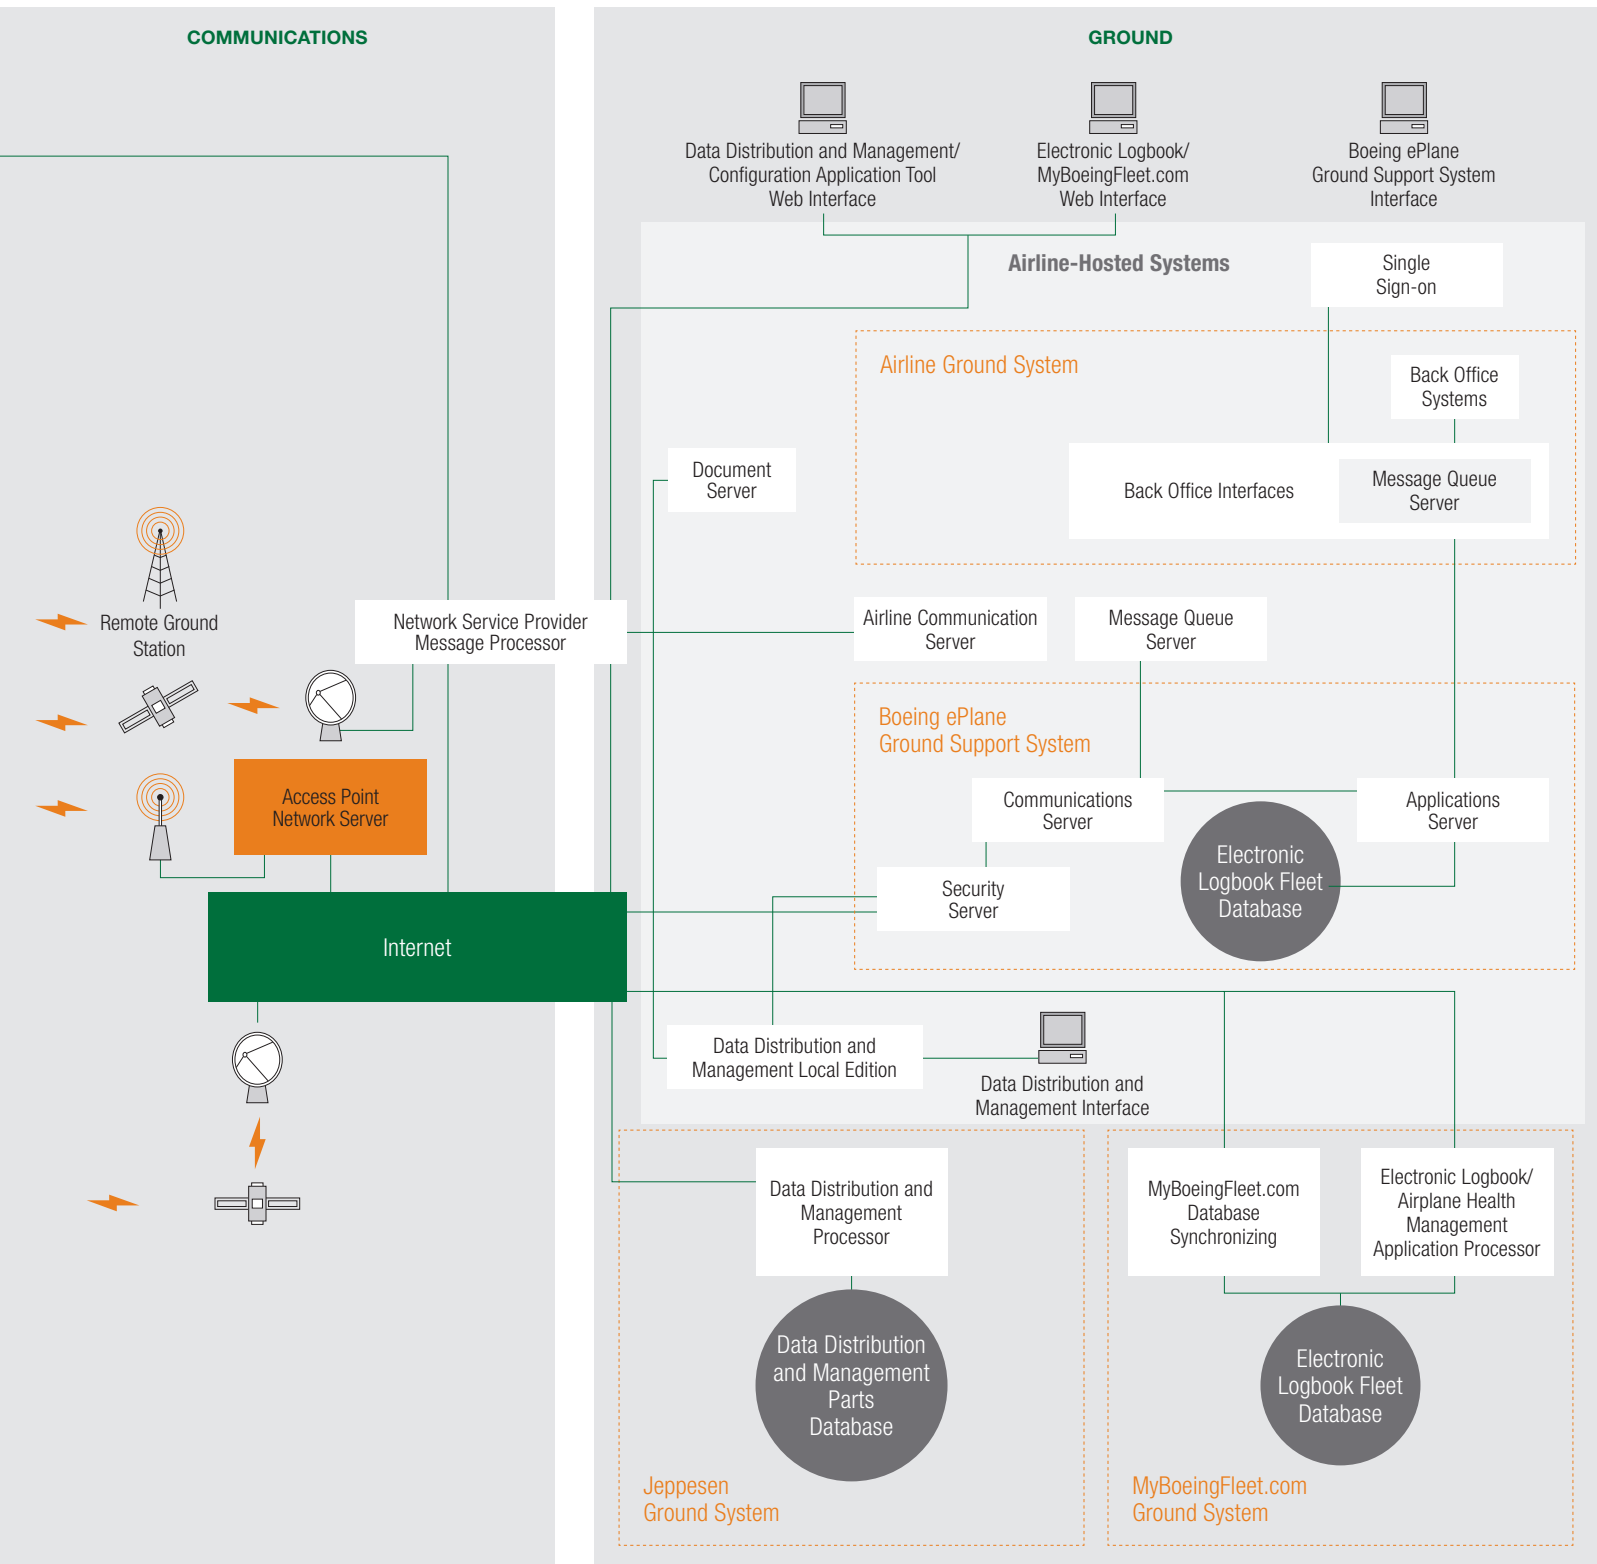 COMMUNICATIONS
GROUND
Data Distribution and Management/
Configuration Application Tool
Web Interface
Electronic Logbook/
MyBoeingFleet.com
Web Interface
Boeing ePlane
Ground Support System
Interface
Airline-Hosted Systems
Single
Sign-on
Airline Ground System
Back Office
Systems
Document
Server
Back Office Interfaces
Message Queue
Server
Remote Ground
Station
Network Service Provider
Message Processor
Airline Communication
Server
Message Queue
Server
Boeing ePlane
Ground Support System
Access Point
Network Server
Communications
Server
Applications
Server
Electronic
Logbook Fleet
Database
Security
Server
Internet
Data Distribution and
Management Local Edition
Data Distribution and
Management Interface
Data Distribution and
Management
Processor
MyBoeingFleet.com
Database
Synchronizing
Electronic Logbook/
Airplane Health
Management
Application Processor
Data Distribution
and Management
Parts
Database
Electronic
Logbook Fleet
Database
Jeppesen
Ground System
MyBoeingFleet.com
Ground System